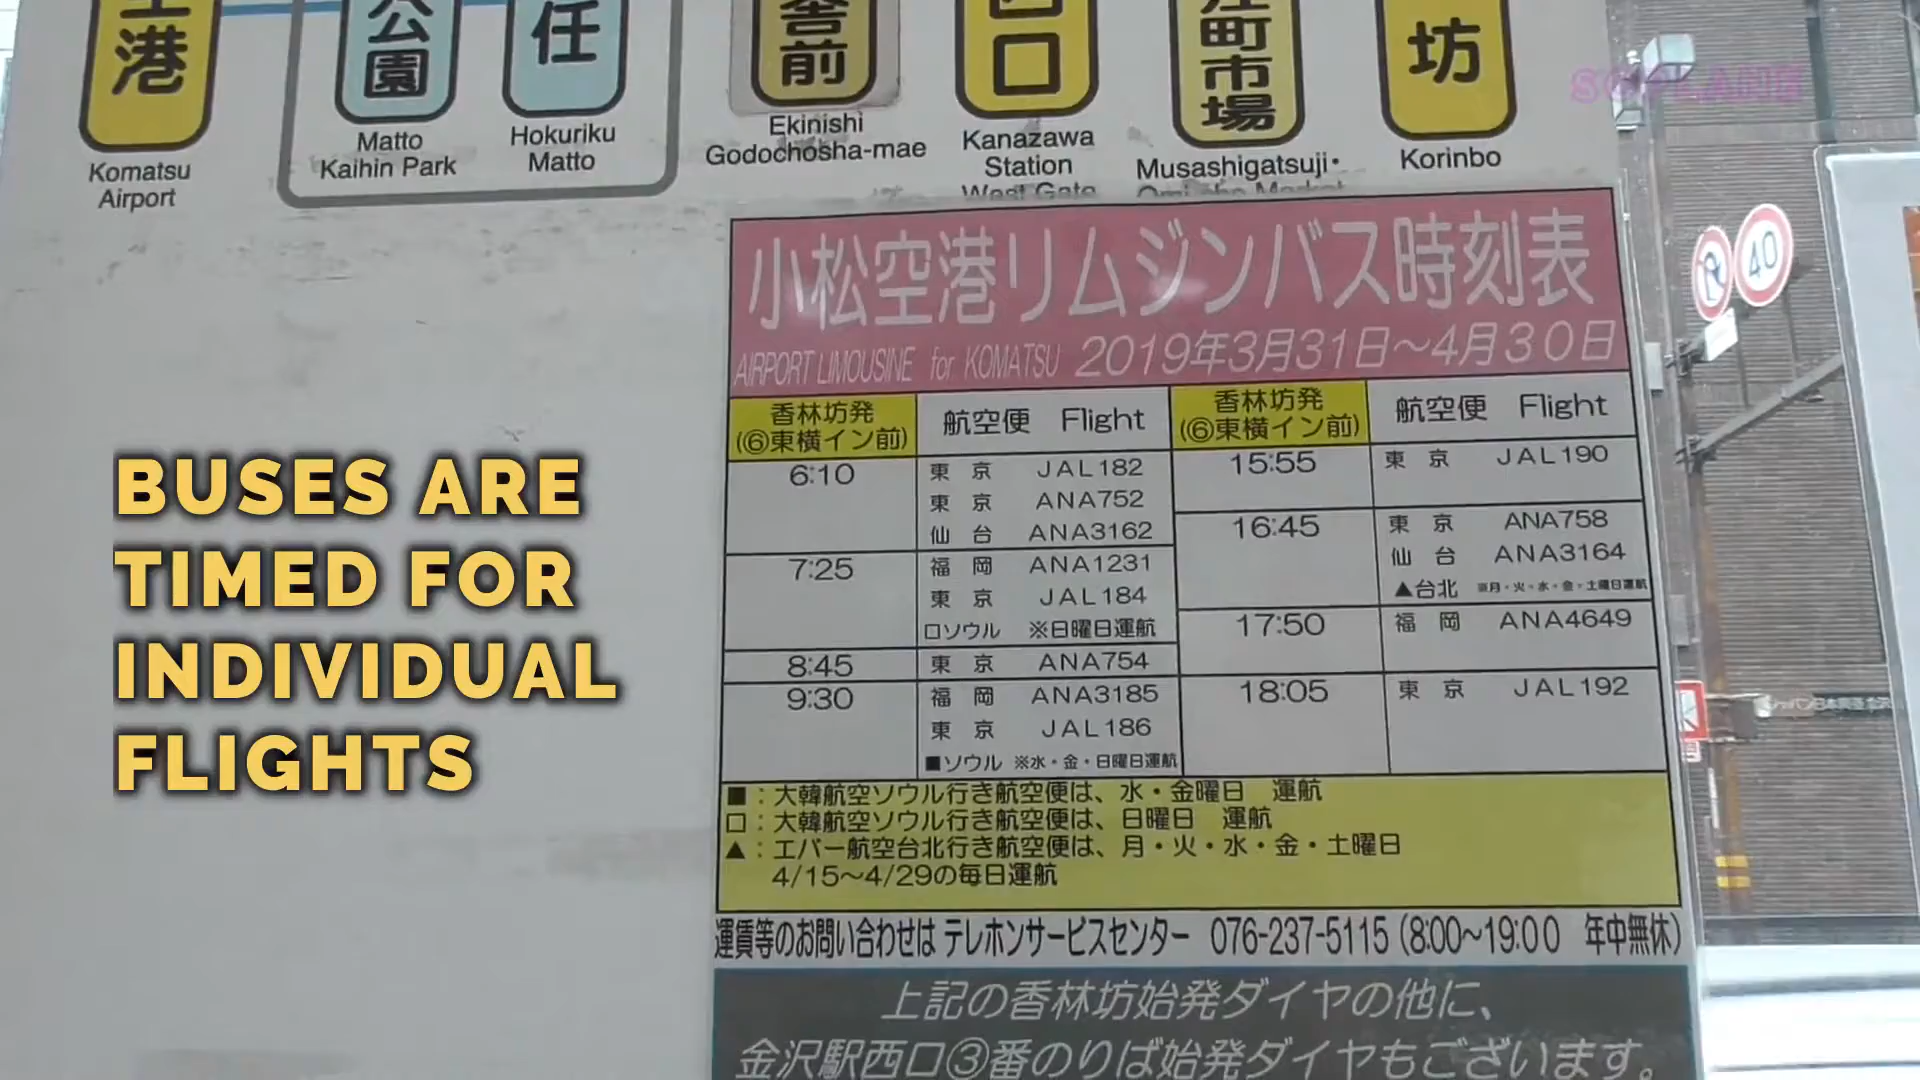 港
公園
任
舎前
口
町市場
坊
Komatsu
Airport
Matto
Kaihin Park
Hokuriku
Matto
Ekinishi
Godochosha-mae
Kanazawa
Station
West Gate
Musashigatsuji・
Omi-cho Market
Korinbo
40
小松空港リムジンバス時刻表
AIRPORT LIMOUSINE for KOMATSU 2019年3月31日～4月30日
香林坊発 (⑥東横イン前) 航空便 Flight 香林坊発 (⑥東横イン前) 航空便 Flight
6:10 東京 JAL182
東京 ANA752
仙台 ANA3162
7:25 福岡 ANA1231
東京 JAL184
□ソウル ※日曜日運航
8:45 東京 ANA754
9:30 福岡 ANA3185
東京 JAL186
■ソウル ※水・金・日曜日運航
15:55 東京 JAL190
16:45 東京 ANA758
仙台 ANA3164
▲台北 ※月・火・水・金・土曜日運航
17:50 福岡 ANA4649
18:05 東京 JAL192
■：大韓航空ソウル行き航空便は、水・金曜日 運航
□：大韓航空ソウル行き航空便は、日曜日 運航
▲：エバー航空台北行き航空便は、月・火・水・金・土曜日
4/15～4/29の毎日運航
運賃等のお問い合わせは テレホンサービスセンター 076-237-5115（8:00～19:00 年中無休）
上記の香林坊始発ダイヤの他に、
金沢駅西口③番のりば始発ダイヤもございます。
BUSES ARE
TIMED FOR
INDIVIDUAL
FLIGHTS